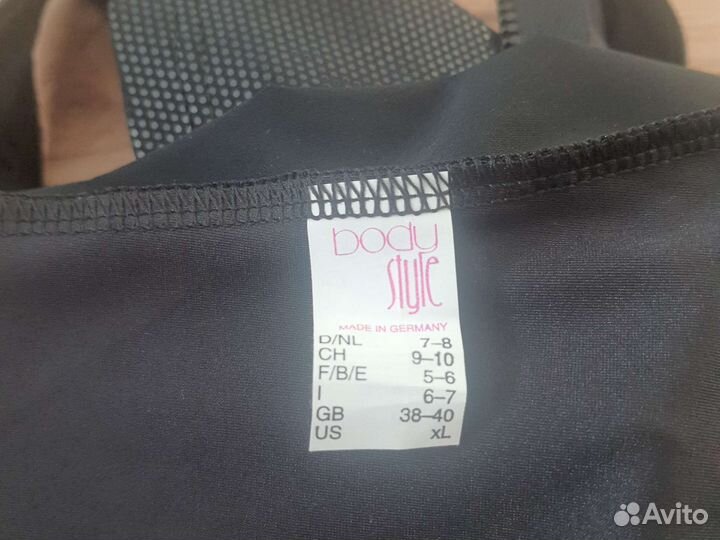 body
style
MADE IN GERMANY
D/NL 7–8
CH 9–10
F/B/E 5–6
I 6–7
GB 38–40
US XL
Avito